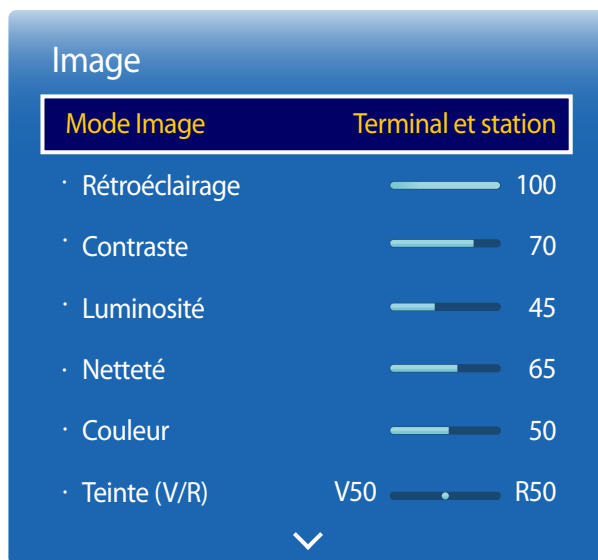 Image
Mode Image Terminal et station
· Rétroéclairage 100
· Contraste 70
· Luminosité 45
· Netteté 65
· Couleur 50
· Teinte (V/R) V50 R50